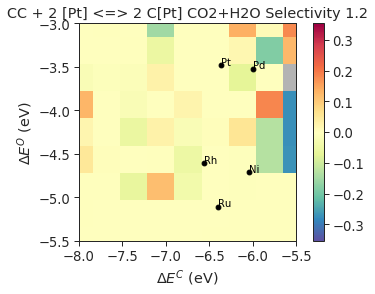 CC + 2 [Pt] <=> 2 C[Pt] CO2+H2O Selectivity 1.2
−3.0
−3.5
−4.0
−4.5
−5.0
−5.5
ΔE^O (eV)
Pt
Pd
Rh
Ni
Ru
−8.0 −7.5 −7.0 −6.5 −6.0 −5.5
ΔE^C (eV)
0.3
0.2
0.1
0.0
−0.1
−0.2
−0.3